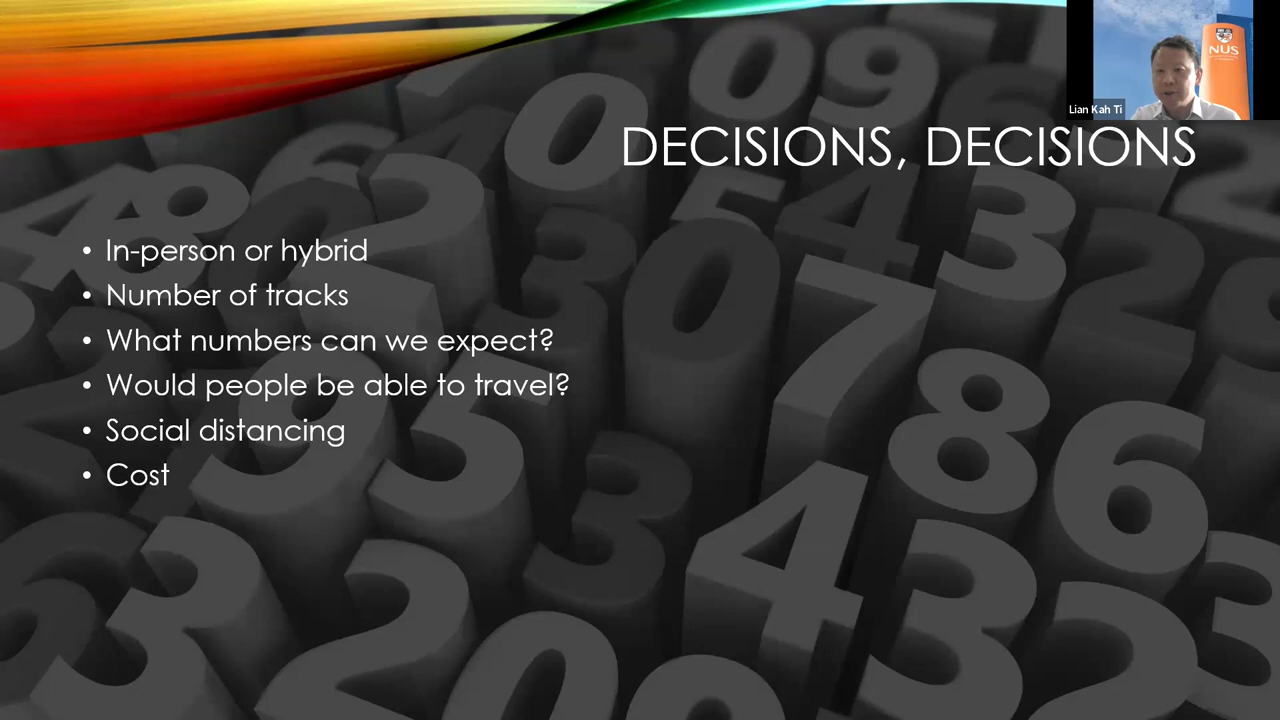 NUS
Lian Kah Ti
DECISIONS, DECISIONS
• In-person or hybrid
• Number of tracks
• What numbers can we expect?
• Would people be able to travel?
• Social distancing
• Cost